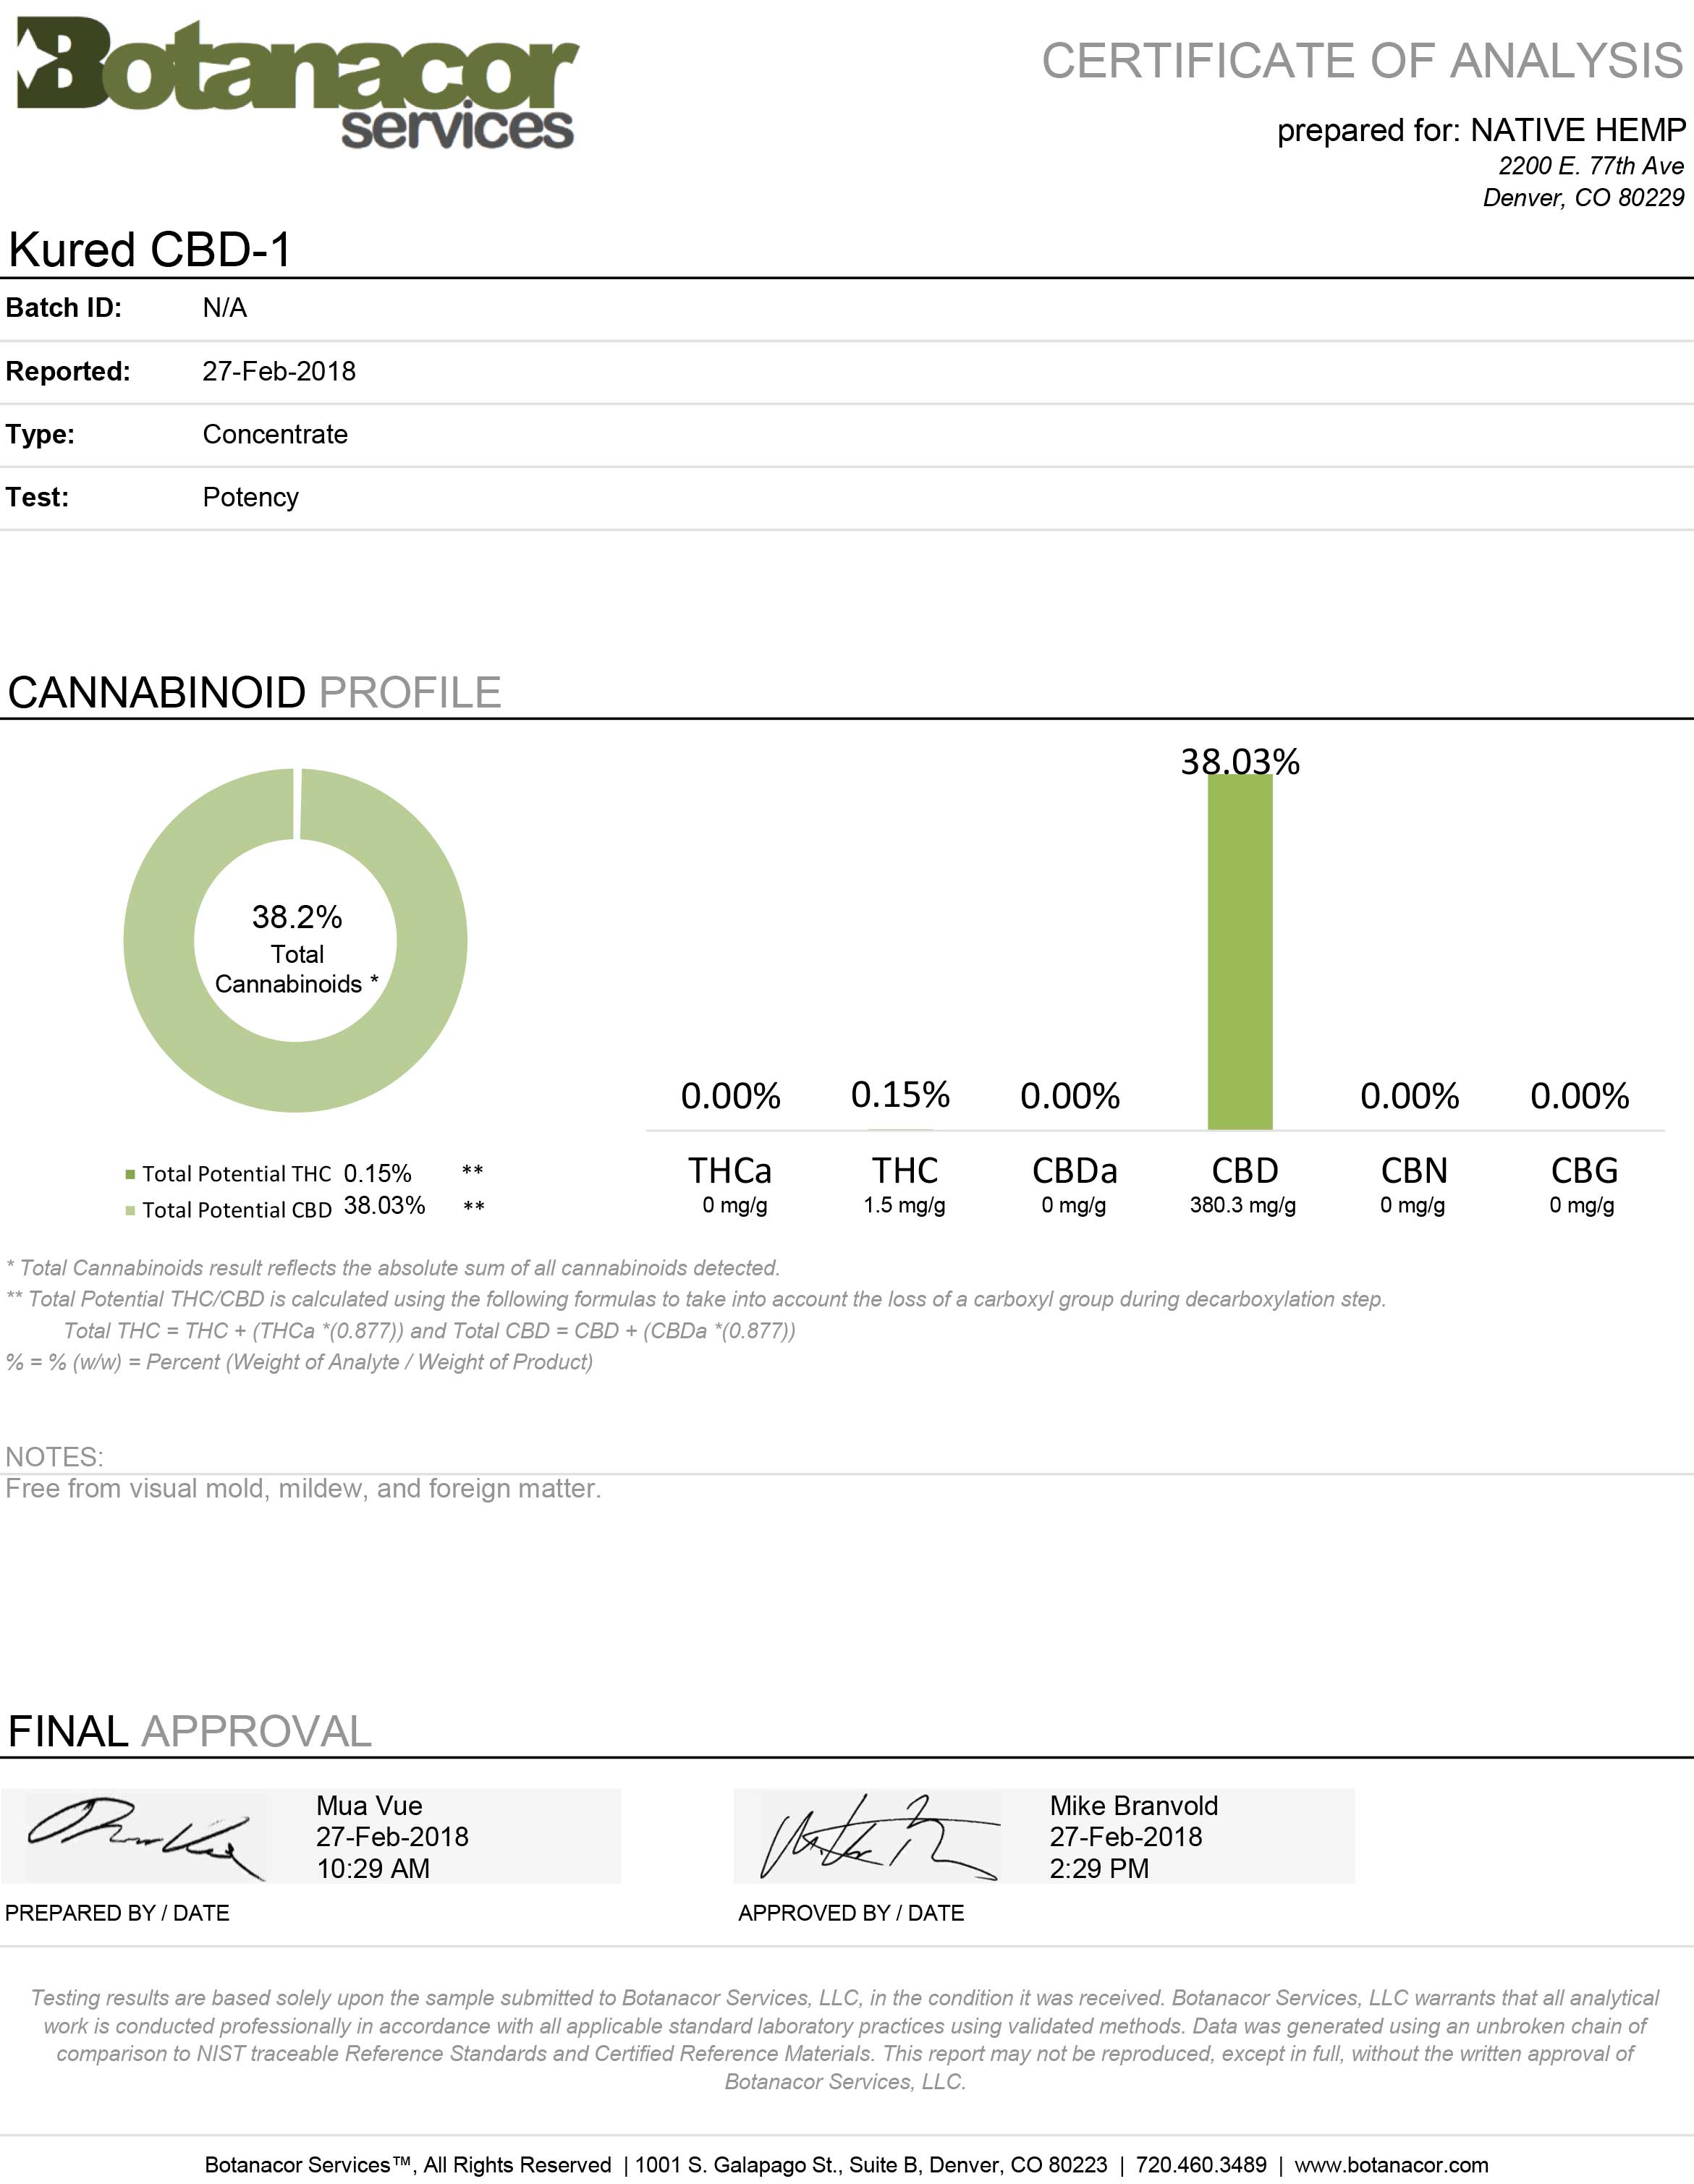 Botanacor
services
CERTIFICATE OF ANALYSIS
prepared for: NATIVE HEMP
2200 E. 77th Ave
Denver, CO 80229
Kured CBD-1
Batch ID: N/A
Reported: 27-Feb-2018
Type: Concentrate
Test: Potency
CANNABINOID PROFILE
38.2%
Total
Cannabinoids *
Total Potential THC 0.15% **
Total Potential CBD 38.03% **
38.03%
0.00% 0.15% 0.00% 0.00% 0.00%
THCa THC CBDa CBD CBN CBG
0 mg/g 1.5 mg/g 0 mg/g 380.3 mg/g 0 mg/g 0 mg/g
* Total Cannabinoids result reflects the absolute sum of all cannabinoids detected.
** Total Potential THC/CBD is calculated using the following formulas to take into account the loss of a carboxyl group during decarboxylation step.
Total THC = THC + (THCa *(0.877)) and Total CBD = CBD + (CBDa *(0.877))
% = % (w/w) = Percent (Weight of Analyte / Weight of Product)
NOTES:
Free from visual mold, mildew, and foreign matter.
FINAL APPROVAL
Mua Vue
27-Feb-2018
10:29 AM
PREPARED BY / DATE
Mike Branvold
27-Feb-2018
2:29 PM
APPROVED BY / DATE
Testing results are based solely upon the sample submitted to Botanacor Services, LLC, in the condition it was received. Botanacor Services, LLC warrants that all analytical
work is conducted professionally in accordance with all applicable standard laboratory practices using validated methods. Data was generated using an unbroken chain of
comparison to NIST traceable Reference Standards and Certified Reference Materials. This report may not be reproduced, except in full, without the written approval of
Botanacor Services, LLC.
Botanacor Services™, All Rights Reserved | 1001 S. Galapago St., Suite B, Denver, CO 80223 | 720.460.3489 | www.botanacor.com